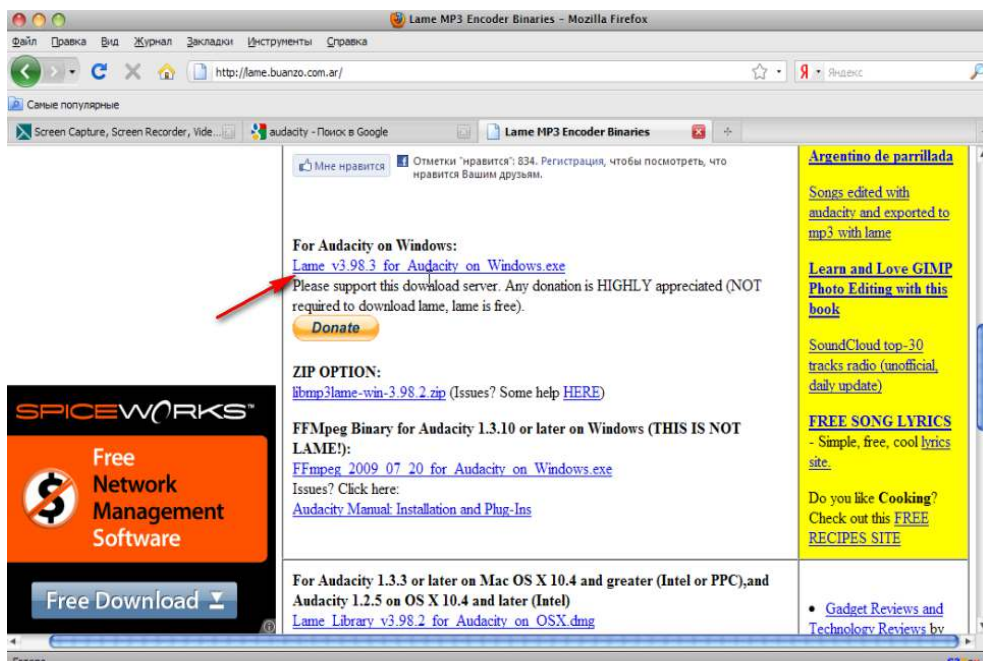 Lame MP3 Encoder Binaries - Mozilla Firefox
Файл Правка Вид Журнал Закладки Инструменты Справка
http://lame.buanzo.com.ar/
Я Яндекс
Самые популярные
Screen Capture, Screen Recorder, Vide...
audacity - Поиск в Google
Lame MP3 Encoder Binaries
Мне нравится
Отметки "нравится": 834. Регистрация, чтобы посмотреть, что
нравится Вашим друзьям.
For Audacity on Windows:
Lame v3.98.3 for Audacity on Windows.exe
Please support this download server. Any donation is HIGHLY appreciated (NOT
required to download lame, lame is free).
Donate
ZIP OPTION:
libmp3lame-win-3.98.2.zip (Issues? Some help HERE)
FFMpeg Binary for Audacity 1.3.10 or later on Windows (THIS IS NOT
LAME!):
FFmpeg 2009 07 20 for Audacity on Windows.exe
Issues? Click here:
Audacity Manual: Installation and Plug-Ins
For Audacity 1.3.3 or later on Mac OS X 10.4 and greater (Intel or PPC),and
Audacity 1.2.5 on OS X 10.4 and later (Intel)
Lame Library v3.98.2 for Audacity on OSX.dmg
SPICEWORKS™
Free
Network
Management
Software
Free Download
Argentino de parrillada
Songs edited with
audacity and exported to
mp3 with lame
Learn and Love GIMP
Photo Editing with this
book
SoundCloud top-30
tracks radio (unofficial,
daily update)
FREE SONG LYRICS
- Simple, free, cool lyrics
site.
Do you like Cooking?
Check out this FREE
RECIPES SITE
Gadget Reviews and
Technology Reviews by